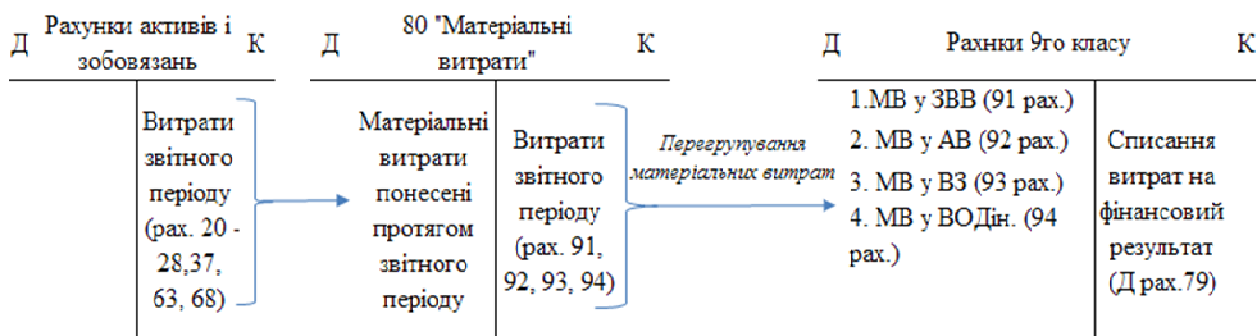 Д
Рахунки активів і
зобовязань
К
Витрати
звітного
періоду
(рах. 20 -
28,37,
63, 68)
Д
80 "Матеріальні
витрати"
К
Матеріальні
витрати
понесені
протягом
звітного
періоду
Витрати
звітного
періоду
(рах. 91,
92, 93, 94)
Перегрупування
матеріальних витрат
Д
Рахнки 9го класу
К
1.МВ у ЗВВ (91 рах.)
2. МВ у АВ (92 рах.)
3. МВ у ВЗ (93 рах.)
4. МВ у ВОДін. (94
рах.)
Списання
витрат на
фінансовий
результат
(Д рах.79)